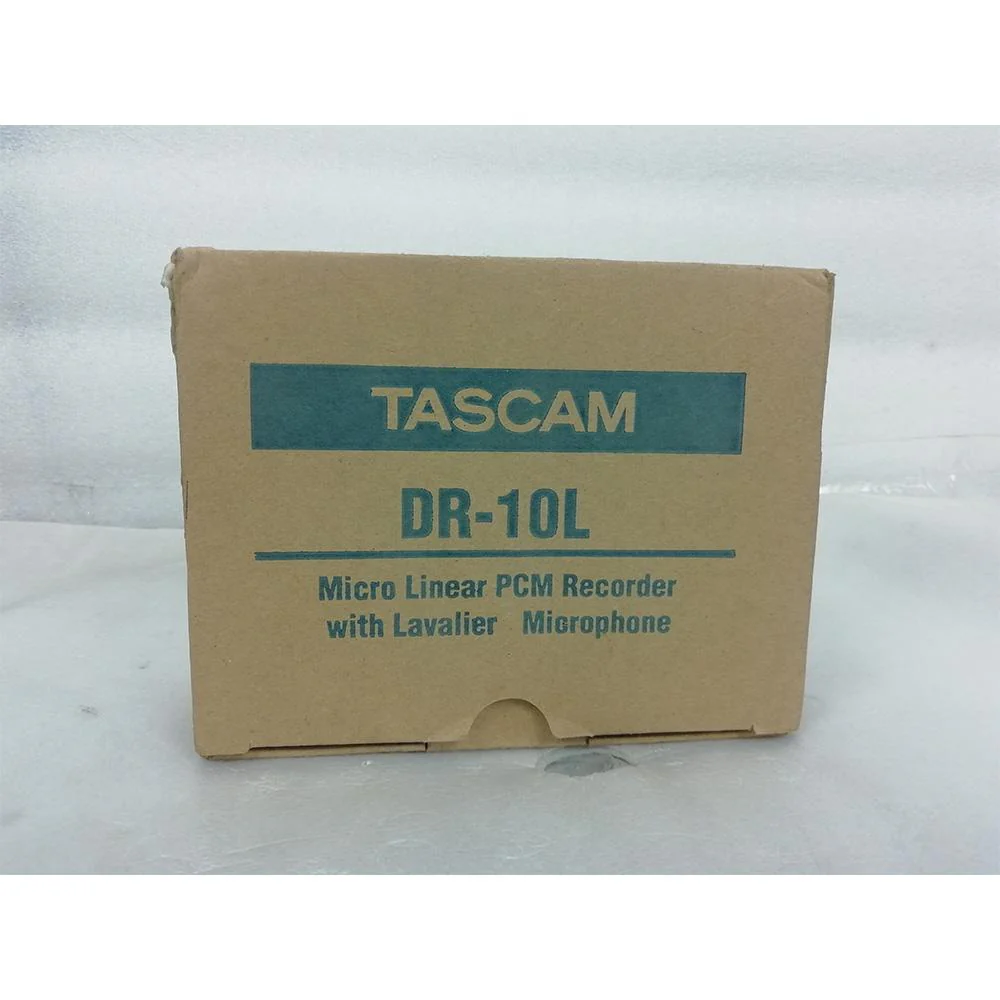 TASCAM
DR-10L
Micro Linear PCM Recorder
with Lavalier Microphone